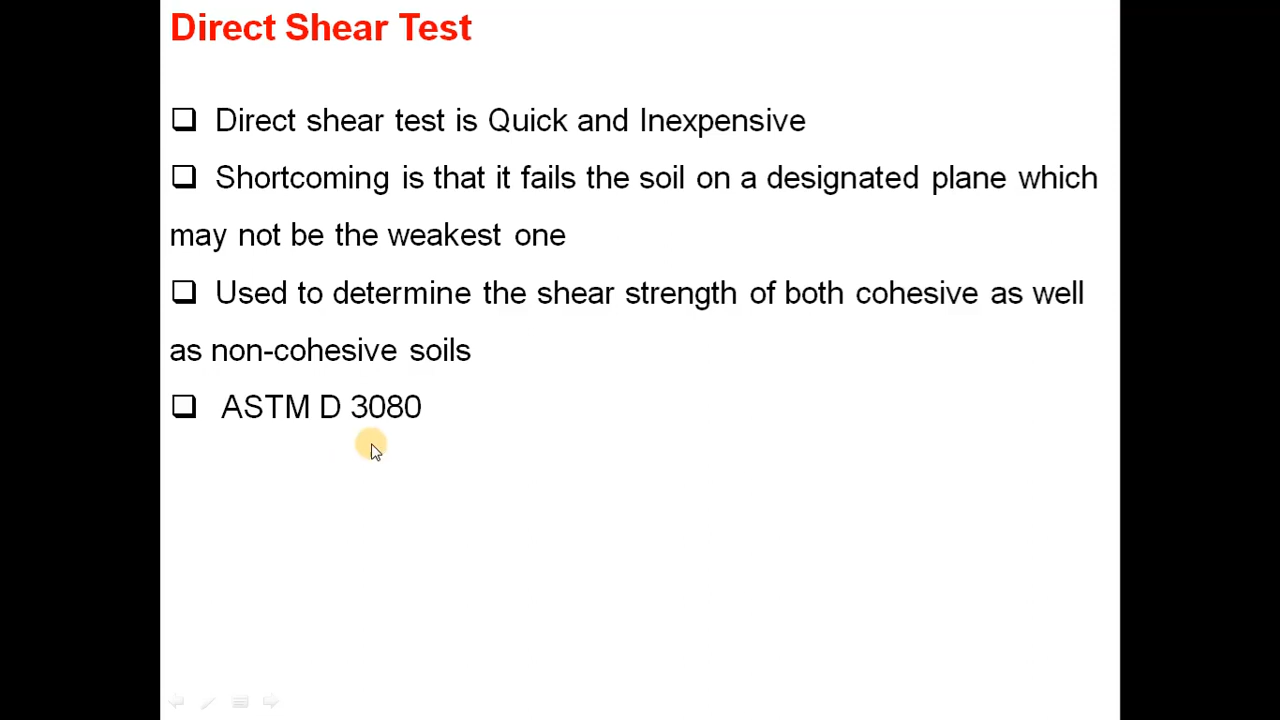 Direct Shear Test
❑ Direct shear test is Quick and Inexpensive
❑ Shortcoming is that it fails the soil on a designated plane which
may not be the weakest one
❑ Used to determine the shear strength of both cohesive as well
as non-cohesive soils
❑ ASTM D 3080